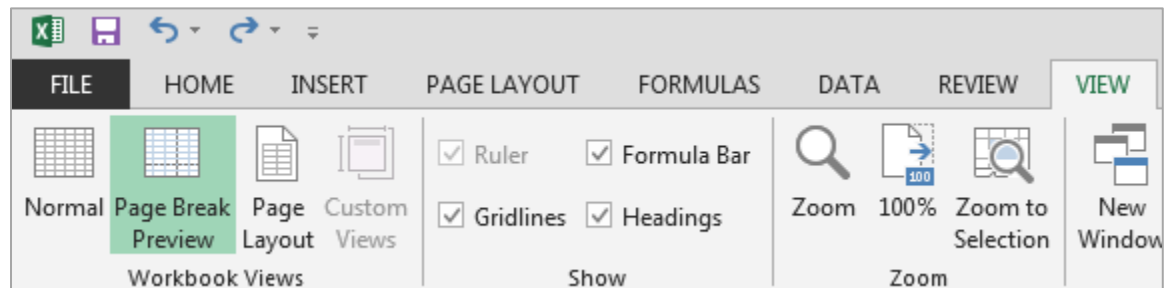 FILE HOME INSERT PAGE LAYOUT FORMULAS DATA REVIEW VIEW
Normal Page Break Preview Page Layout Custom Views
Workbook Views
Ruler Formula Bar
Gridlines Headings
Show
Zoom 100% Zoom to Selection
100
Zoom
New Window